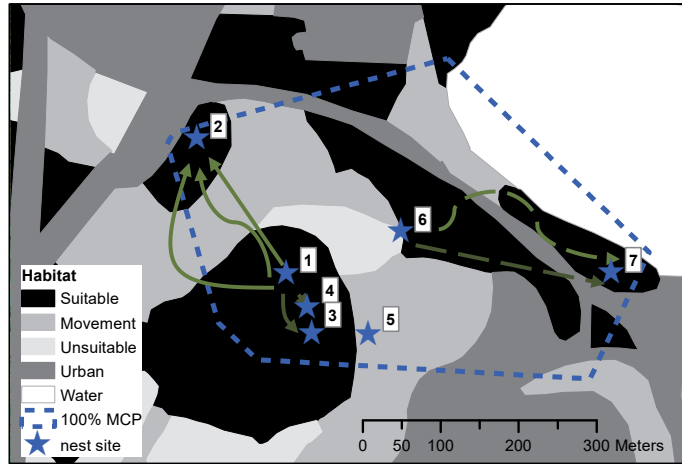 2
6
7
1
4
3
5
Habitat
Suitable
Movement
Unsuitable
Urban
Water
100% MCP
nest site
0 50 100 200 300 Meters